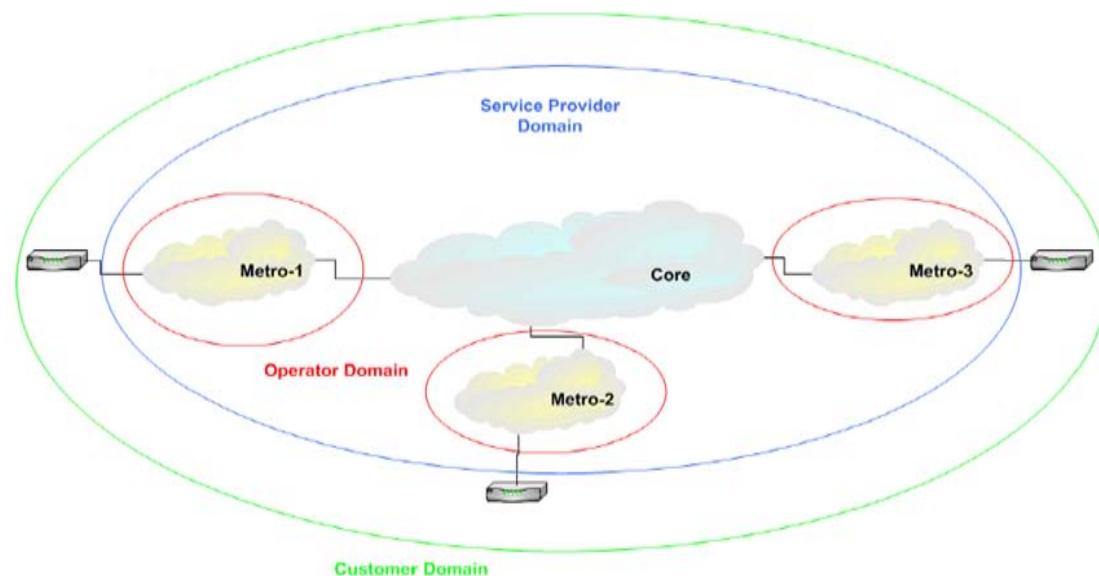 Service Provider
Domain
Metro-1
Core
Metro-3
Operator Domain
Metro-2
Customer Domain